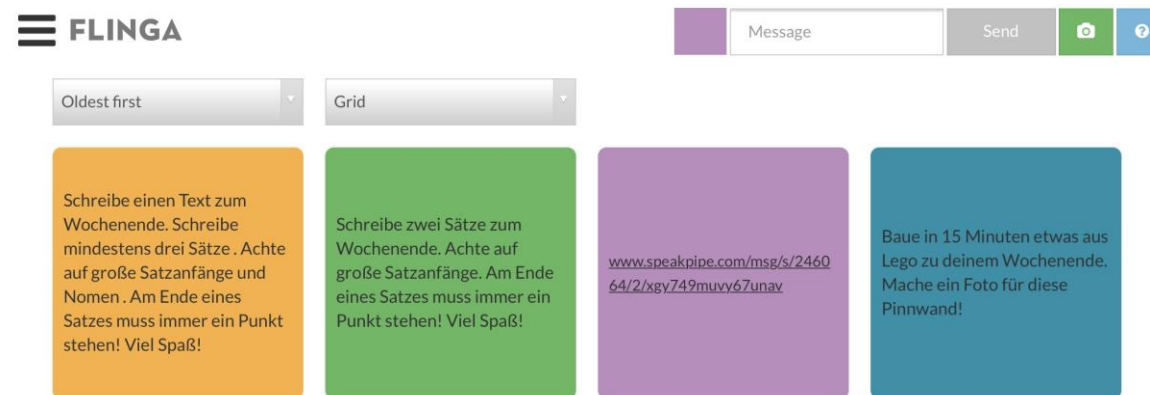 FLINGA
Message
Send
Oldest first
Grid
Schreibe einen Text zum
Wochenende. Schreibe
mindestens drei Sätze . Achte
auf große Satzanfänge und
Nomen . Am Ende eines
Satzes muss immer ein Punkt
stehen! Viel Spaß!
Schreibe zwei Sätze zum
Wochenende. Achte auf
große Satzanfänge. Am Ende
eines Satzes muss immer ein
Punkt stehen! Viel Spaß!
www.speakpipe.com/msg/s/2460
64/2/xgy749muvy67unav
Baue in 15 Minuten etwas aus
Lego zu deinem Wochenende.
Mache ein Foto für diese
Pinnwand!